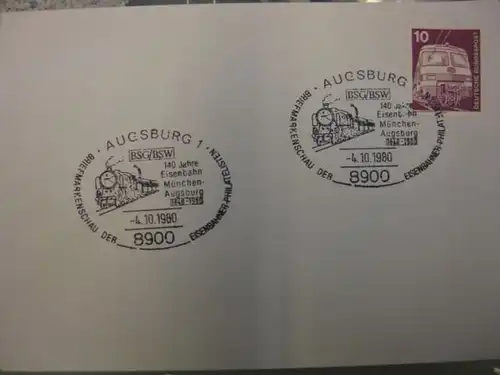 10
DEUTSCHE BUNDESPOST
AUGSBURG
BSG/BSW
140 Jahre
Eisenbahn
München-
Augsburg
-4.10.1980
8900
BRIEFMARKENSCHAU DER EISENBAHNER-PHILATELISTEN
AUGSBURG 1
BSG/BSW
140 Jahre
Eisenbahn
München-
Augsburg
1840-1980
-4.10.1980
8900
BRIEFMARKENSCHAU DER EISENBAHNER-PHILATELISTEN